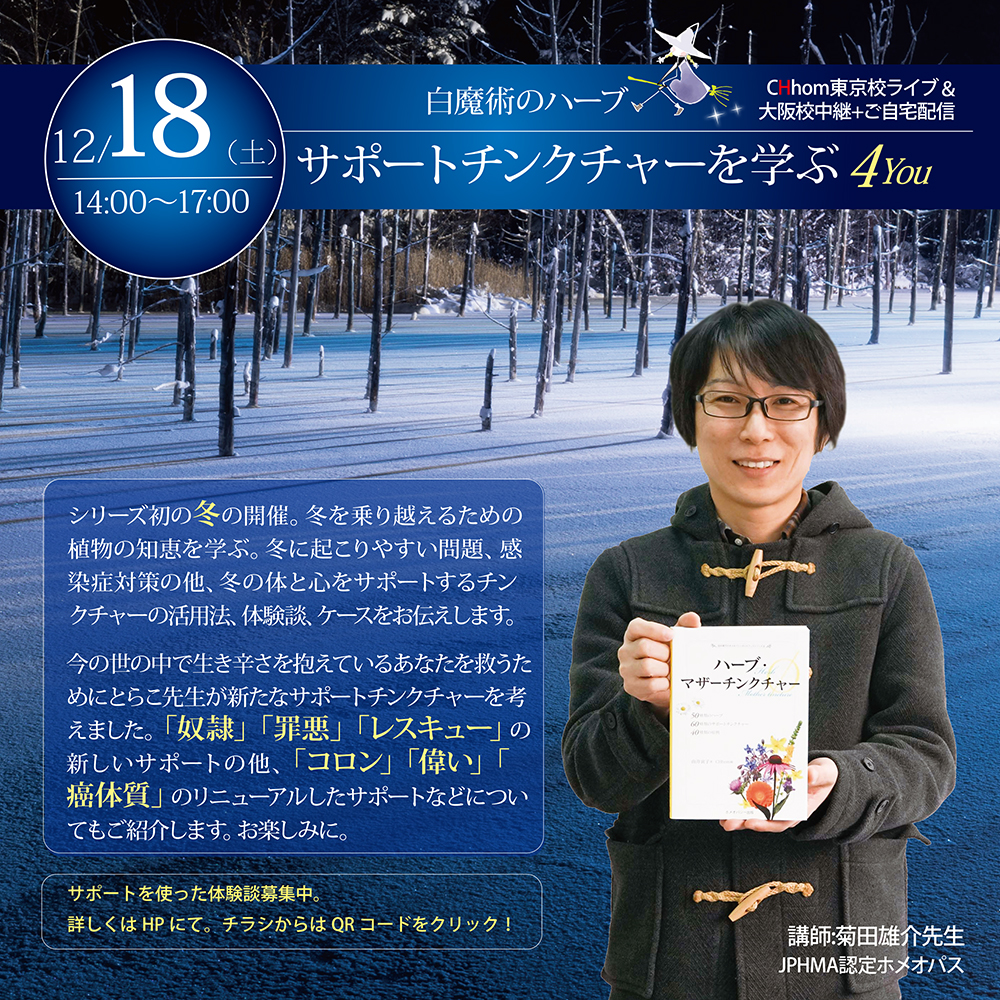 12/18（土）
14:00〜17:00
白魔術のハーブ
CHhom東京校ライブ＆
大阪校中継+ご自宅配信
サポートチンクチャーを学ぶ 4You
シリーズ初の冬の開催。冬を乗り越えるための
植物の知恵を学ぶ。冬に起こりやすい問題、感
染症対策の他、冬の体と心をサポートするチン
クチャーの活用法、体験談、ケースをお伝えします。
今の世の中で生き辛さを抱えているあなたを救うた
めにとらこ先生が新たなサポートチンクチャーを考
えました。「奴隷」「罪悪」「レスキュー」の
新しいサポートの他、「コロン」「偉い」「
癌体質」のリニューアルしたサポートなどについ
てもご紹介します。お楽しみに。
サポートを使った体験談募集中。
詳しくは HP にて。チラシからは QR コードをクリック！
ハーブ・
マザーチンクチャー
講師:菊田雄介先生
JPHMA認定ホメオパス